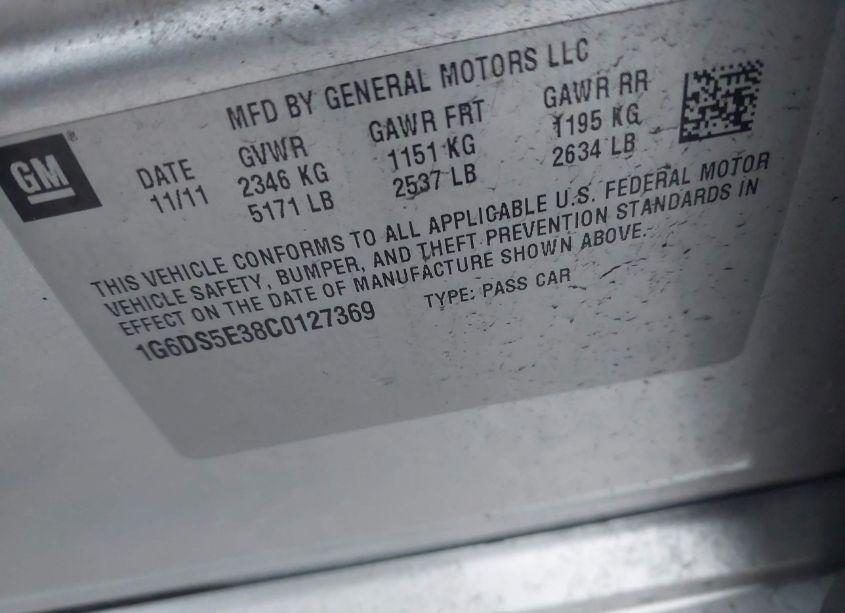 MFD BY GENERAL MOTORS LLC
GM®
DATE GVWR GAWR FRT GAWR RR
11/11 2346 KG 1151 KG 1195 KG
5171 LB 2537 LB 2634 LB
THIS VEHICLE CONFORMS TO ALL APPLICABLE U.S. FEDERAL MOTOR
VEHICLE SAFETY, BUMPER, AND THEFT PREVENTION STANDARDS IN
EFFECT ON THE DATE OF MANUFACTURE SHOWN ABOVE.
1G6DS5E38C0127369 TYPE: PASS CAR